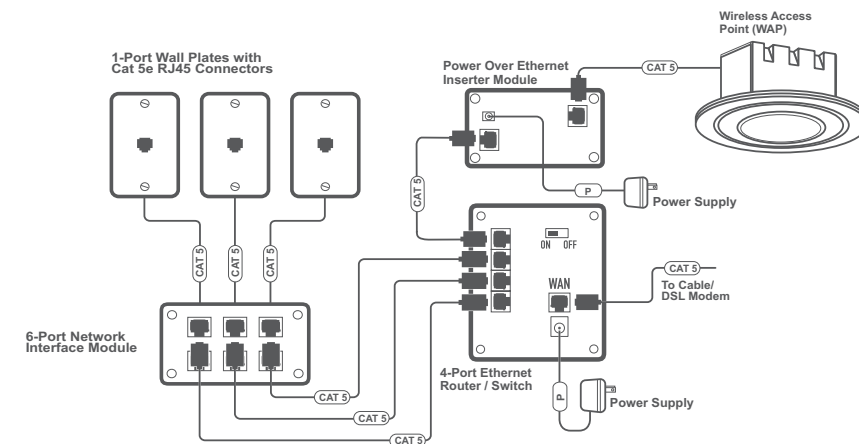 Wireless Access
Point (WAP)
1-Port Wall Plates with
Cat 5e RJ45 Connectors
Power Over Ethernet
Inserter Module
CAT 5
CAT 5
P
Power Supply
CAT 5
CAT 5
CAT 5
ON OFF
WAN
CAT 5
To Cable/
DSL Modem
6-Port Network
Interface Module
4-Port Ethernet
Router / Switch
P
Power Supply
CAT 5
CAT 5
CAT 5